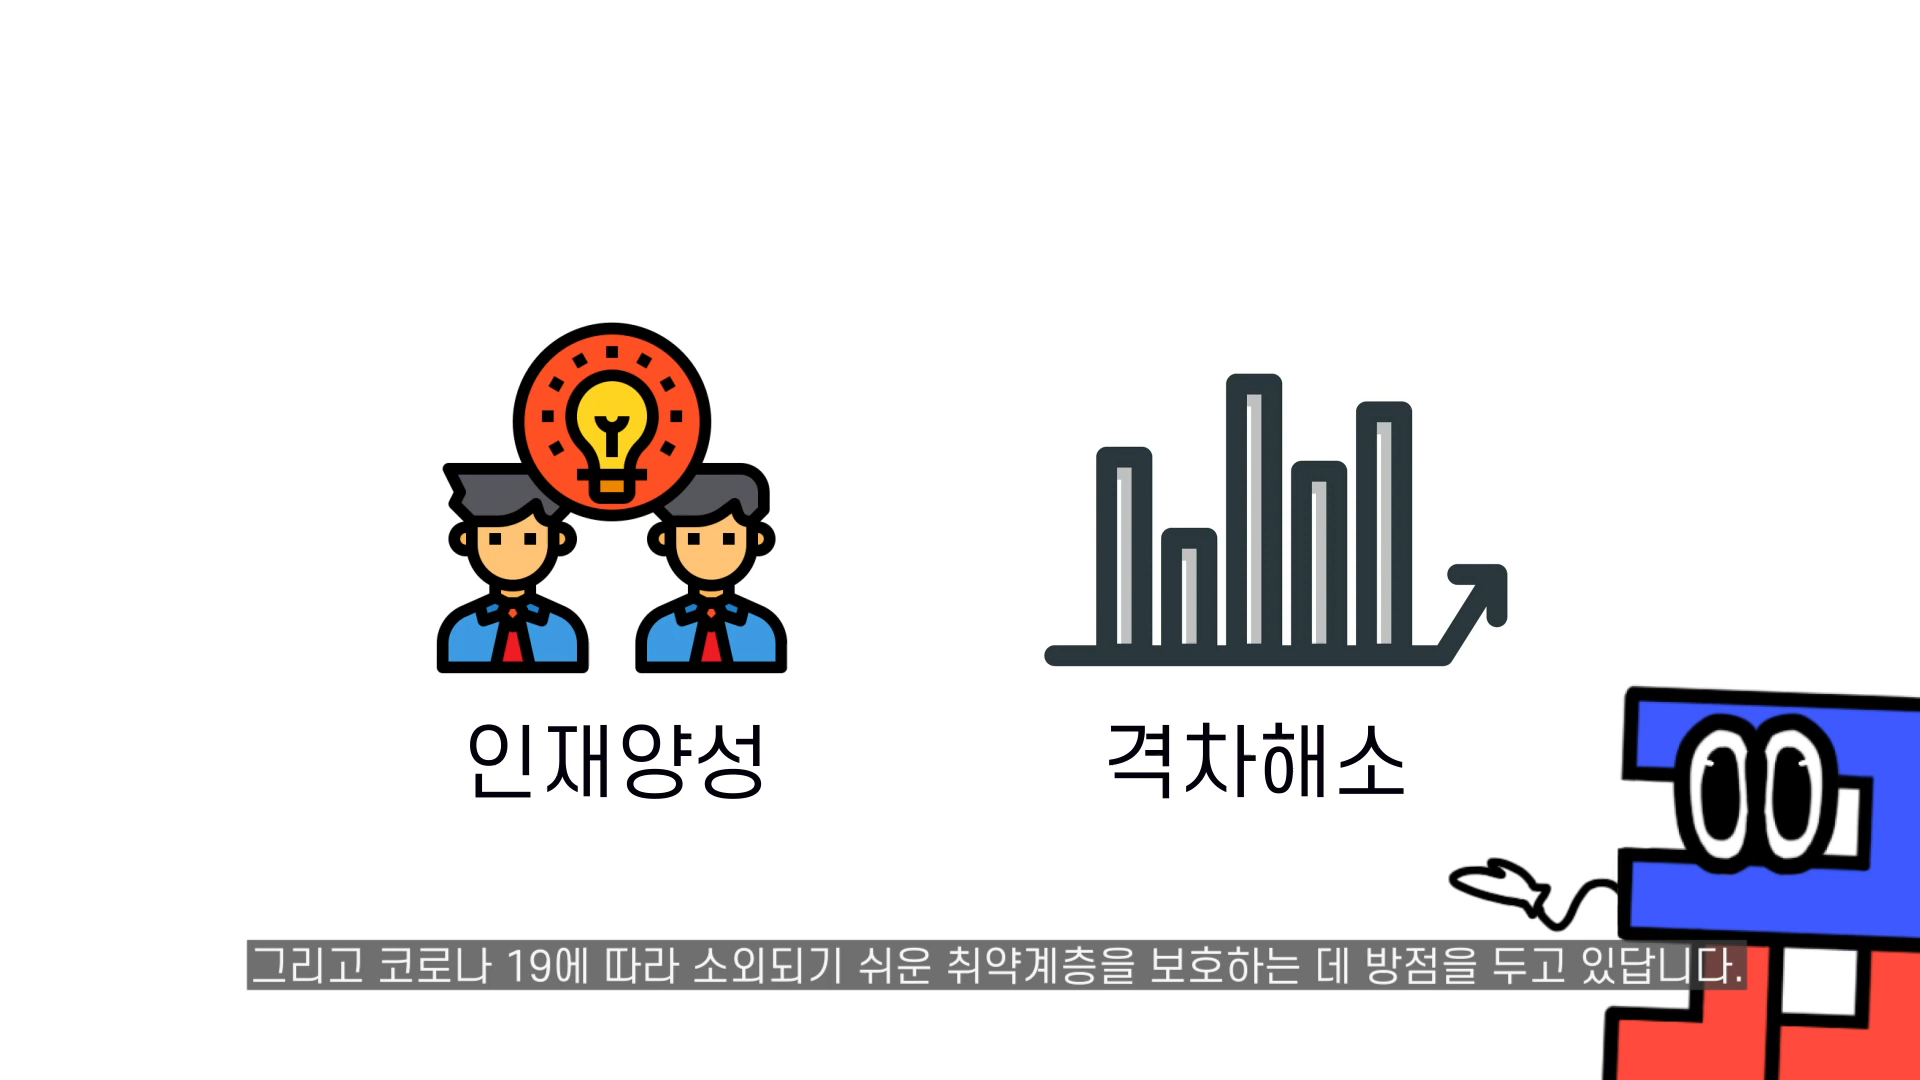 인재양성
격차해소
그리고 코로나 19에 따라 소외되기 쉬운 취약계층을 보호하는 데 방점을 두고 있답니다.